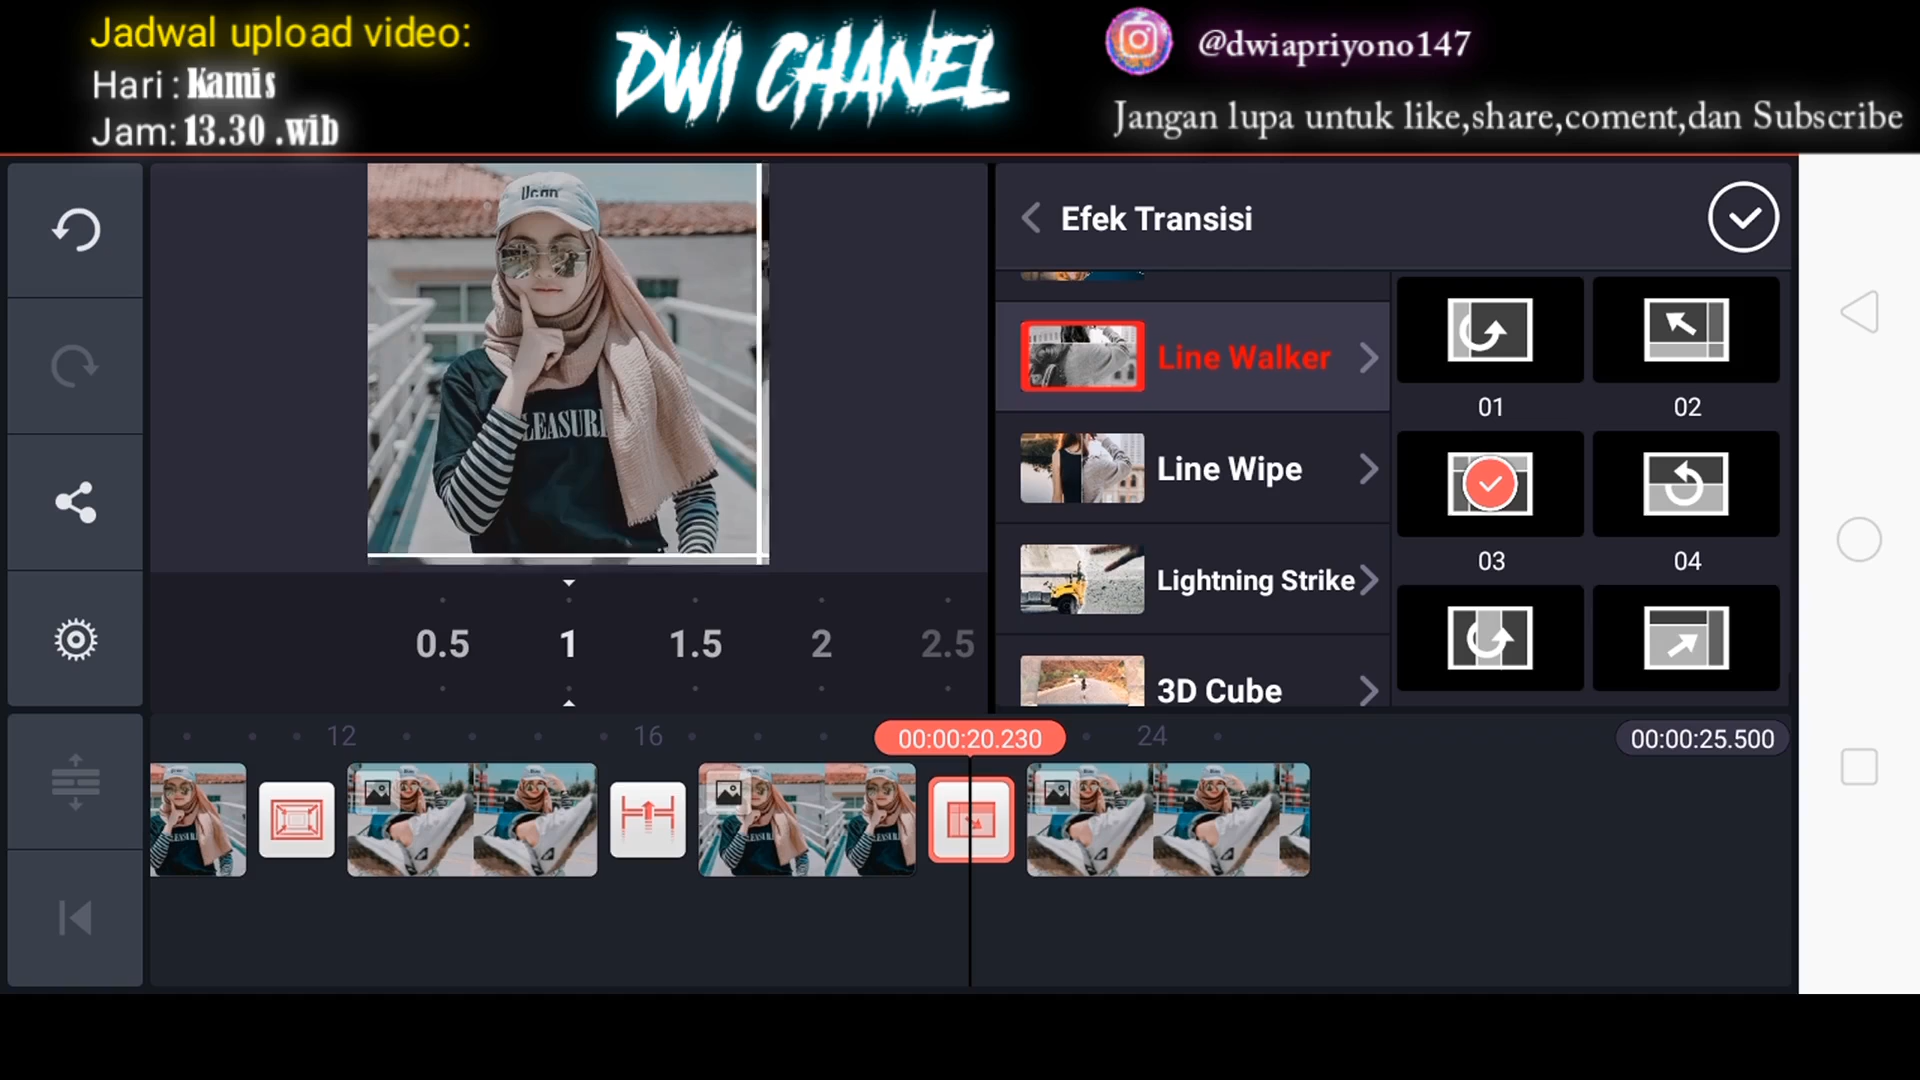 Jadwal upload video:
Hari : Kamis
Jam: 13.30 .wib
DWI CHANEL
@dwiapriyono147
Jangan lupa untuk like,share,coment,dan Subscribe
Efek Transisi
Line Walker
Line Wipe
Lightning Strike
3D Cube
01
02
03
04
Ucan
LEASURE
0.5
1
1.5
2
2.5
12
16
00:00:20.230
24
00:00:25.500